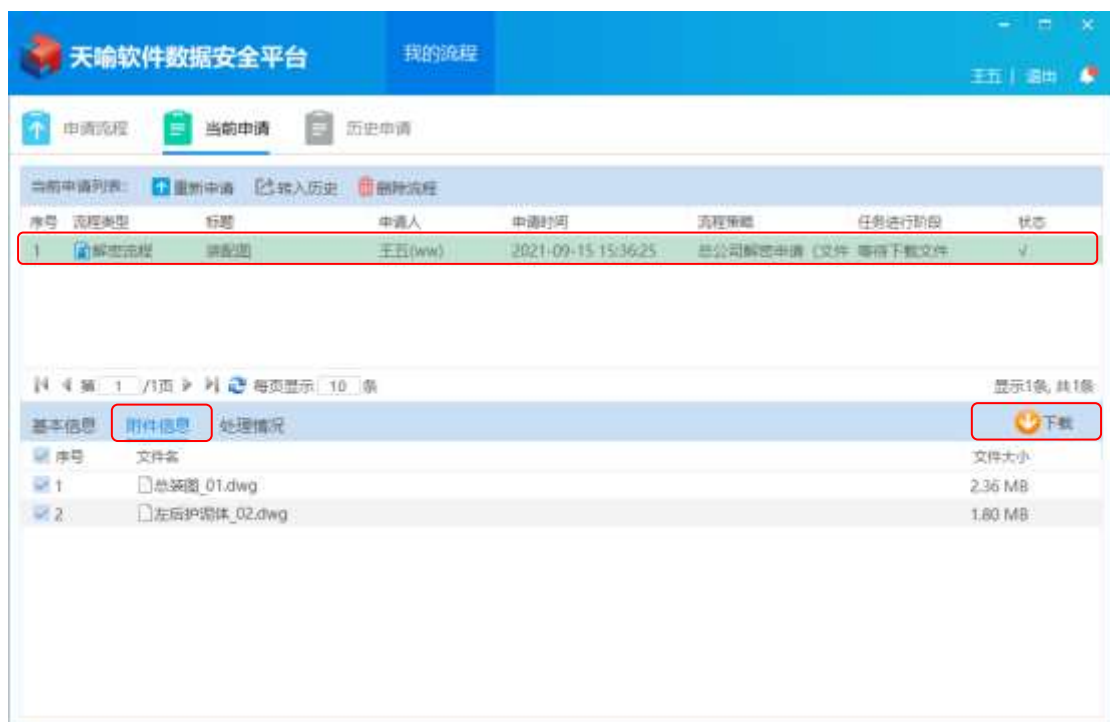 天喻软件数据安全平台 我的流程
王五 | 退出
申请流程 当前申请 历史申请
当前申请列表: 重新申请 转入历史 删除流程
序号 流程类型 标题 申请人 申请时间 流程策略 任务进行阶段 状态
1 解密流程 装配图 王五(ww) 2021-09-15 15:36:25 总公司解密申请（文件 等待下载文件 √
第 1 /1页 每页显示 10 条 显示1条, 共1条
基本信息 附件信息 处理情况 下载
序号 文件名 文件大小
1 总装图_01.dwg 2.36 MB
2 左后护泥体_02.dwg 1.80 MB